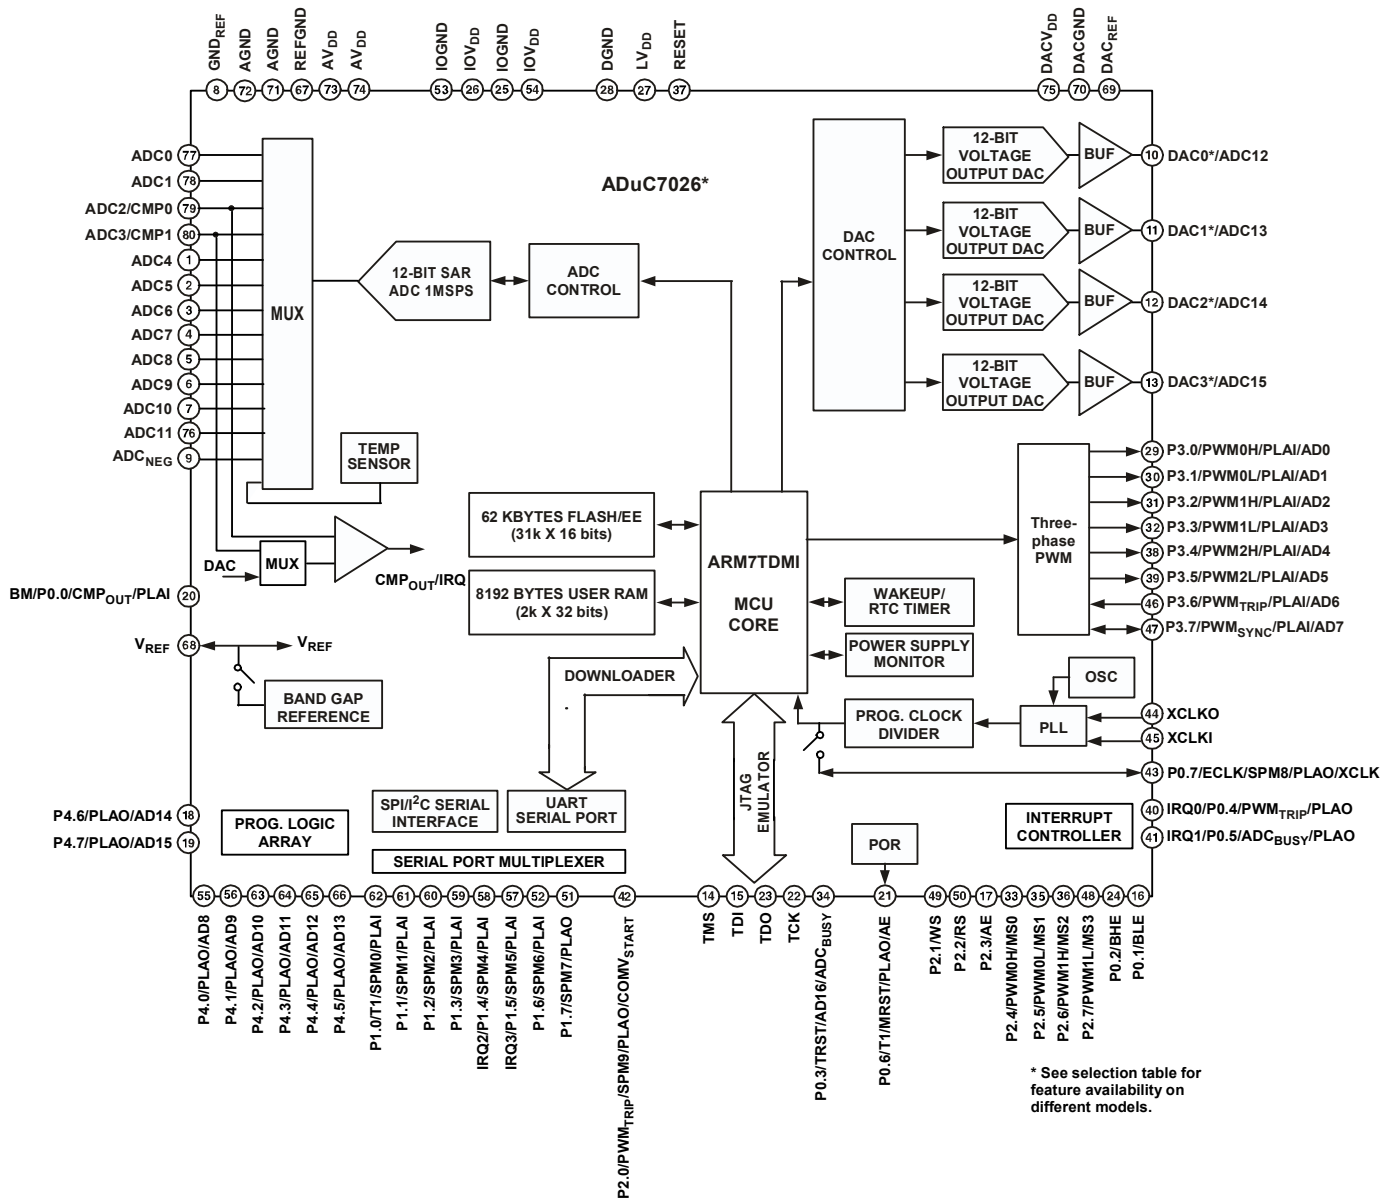 GND_REF
AGND
AGND
REFGND
AV_DD
AV_DD
IOGND
IOV_DD
IOGND
IOV_DD
DGND
LV_DD
RESET
DACV_DD
DACGND
DAC_REF
8 72 71 67 73 74 53 26 25 54 28 27 37 75 70 69
ADuC7026*
ADC0 77
ADC1 78
ADC2/CMP0 79
ADC3/CMP1 80
ADC4 1
ADC5 2
ADC6 3
ADC7 4
ADC8 5
ADC9 6
ADC10 7
ADC11 76
ADC_NEG 9
MUX
12-BIT SAR
ADC 1MSPS
ADC
CONTROL
TEMP
SENSOR
DAC
CONTROL
12-BIT
VOLTAGE
OUTPUT DAC
BUF
10 DAC0*/ADC12
12-BIT
VOLTAGE
OUTPUT DAC
BUF
11 DAC1*/ADC13
12-BIT
VOLTAGE
OUTPUT DAC
BUF
12 DAC2*/ADC14
12-BIT
VOLTAGE
OUTPUT DAC
BUF
13 DAC3*/ADC15
62 KBYTES FLASH/EE
(31k X 16 bits)
8192 BYTES USER RAM
(2k X 32 bits)
ARM7TDMI
MCU
CORE
Three-
phase
PWM
29 P3.0/PWM0H/PLAI/AD0
30 P3.1/PWM0L/PLAI/AD1
31 P3.2/PWM1H/PLAI/AD2
32 P3.3/PWM1L/PLAI/AD3
38 P3.4/PWM2H/PLAI/AD4
39 P3.5/PWM2L/PLAI/AD5
46 P3.6/PWM_TRIP/PLAI/AD6
47 P3.7/PWM_SYNC/PLAI/AD7
DAC
MUX
CMP_OUT/IRQ
BM/P0.0/CMP_OUT/PLAI 20
V_REF 68
V_REF
BAND GAP
REFERENCE
WAKEUP/
RTC TIMER
POWER SUPPLY
MONITOR
PROG. CLOCK
DIVIDER
OSC
PLL
44 XCLKO
45 XCLKI
43 P0.7/ECLK/SPM8/PLAO/XCLK
40 IRQ0/P0.4/PWM_TRIP/PLAO
41 IRQ1/P0.5/ADC_BUSY/PLAO
INTERRUPT
CONTROLLER
DOWNLOADER
JTAG
EMULATOR
P4.6/PLAO/AD14 18
P4.7/PLAO/AD15 19
PROG. LOGIC
ARRAY
SPI/I²C SERIAL
INTERFACE
UART
SERIAL PORT
SERIAL PORT MULTIPLEXER
POR
55 56 63 64 65 66 62 61 60 59 58 57 52 51 42 14 15 23 22 34 21 49 50 17 33 35 36 48 24 16
P4.0/PLAO/AD8
P4.1/PLAO/AD9
P4.2/PLAO/AD10
P4.3/PLAO/AD11
P4.4/PLAO/AD12
P4.5/PLAO/AD13
P1.0/T1/SPM0/PLAI
P1.1/SPM1/PLAI
P1.2/SPM2/PLAI
P1.3/SPM3/PLAI
IRQ2/P1.4/SPM4/PLAI
IRQ3/P1.5/SPM5/PLAI
P1.6/SPM6/PLAI
P1.7/SPM7/PLAO
P2.0/PWM_TRIP/SPM9/PLAO/COMV_START
TMS
TDI
TDO
TCK
P0.3/TRST/AD16/ADC_BUSY
P0.6/T1/MRST/PLAO/AE
P2.1/WS
P2.2/RS
P2.3/AE
P2.4/PWM0H/MS0
P2.5/PWM0L/MS1
P2.6/PWM1H/MS2
P2.7/PWM1L/MS3
P0.2/BHE
P0.1/BLE
* See selection table for
feature availability on
different models.